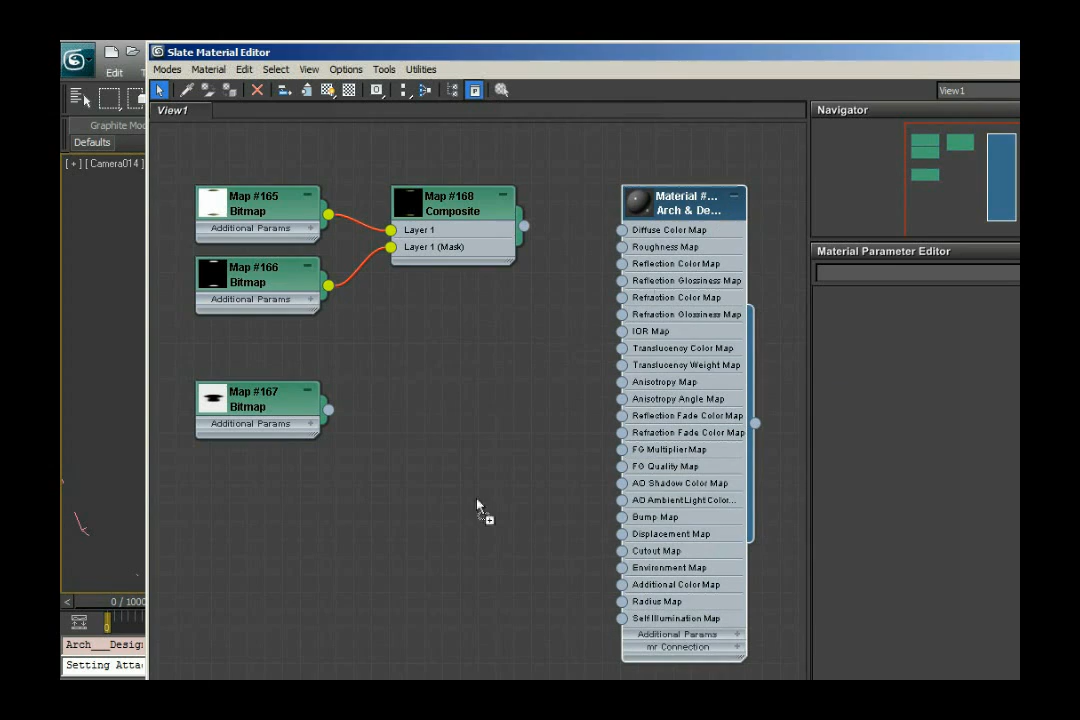 Slate Material Editor
Modes Material Edit Select View Options Tools Utilities
Edit
View1
View1
Navigator
Graphite Mod
Defaults
[ + ] [ Camera014 ]
Map #165
Bitmap
Additional Params +
Map #166
Bitmap
Additional Params +
Map #167
Bitmap
Additional Params
Map #168
Composite
Layer 1
Layer 1 (Mask)
Material #...
Arch & De...
Diffuse Color Map
Roughness Map
Reflection Color Map
Reflection Glossiness Map
Refraction Color Map
Refraction Glossiness Map
IOR Map
Translucency Color Map
Translucency Weight Map
Anisotropy Map
Anisotropy Angle Map
Reflection Fade Color Map
Refraction Fade Color Map
FG Multiplier Map
FG Quality Map
AO Shadow Color Map
AO Ambient Light Color...
Bump Map
Displacement Map
Cutout Map
Environment Map
Additional Color Map
Radius Map
Self Illumination Map
Additional Params +
mr Connection +
Material Parameter Editor
< 0 / 1000
0
Arch___Desig
Setting Atta